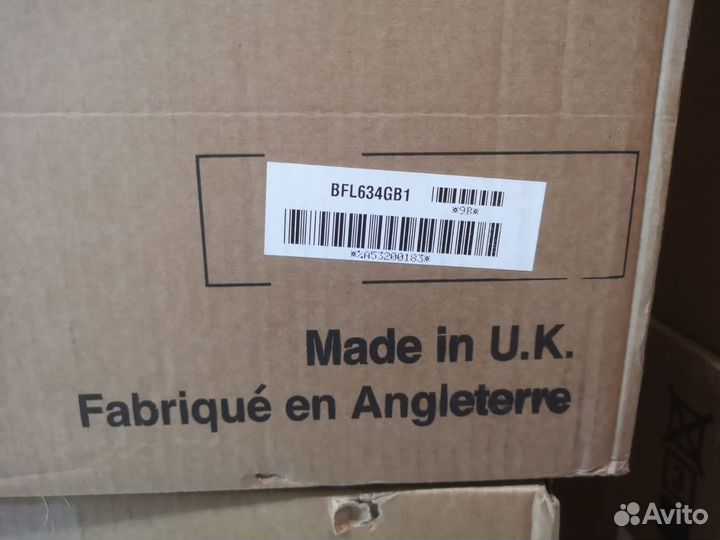 BFL634GB1
*9B*
*%A53200183*
Made in U.K.
Fabriqué en Angleterre
Avito